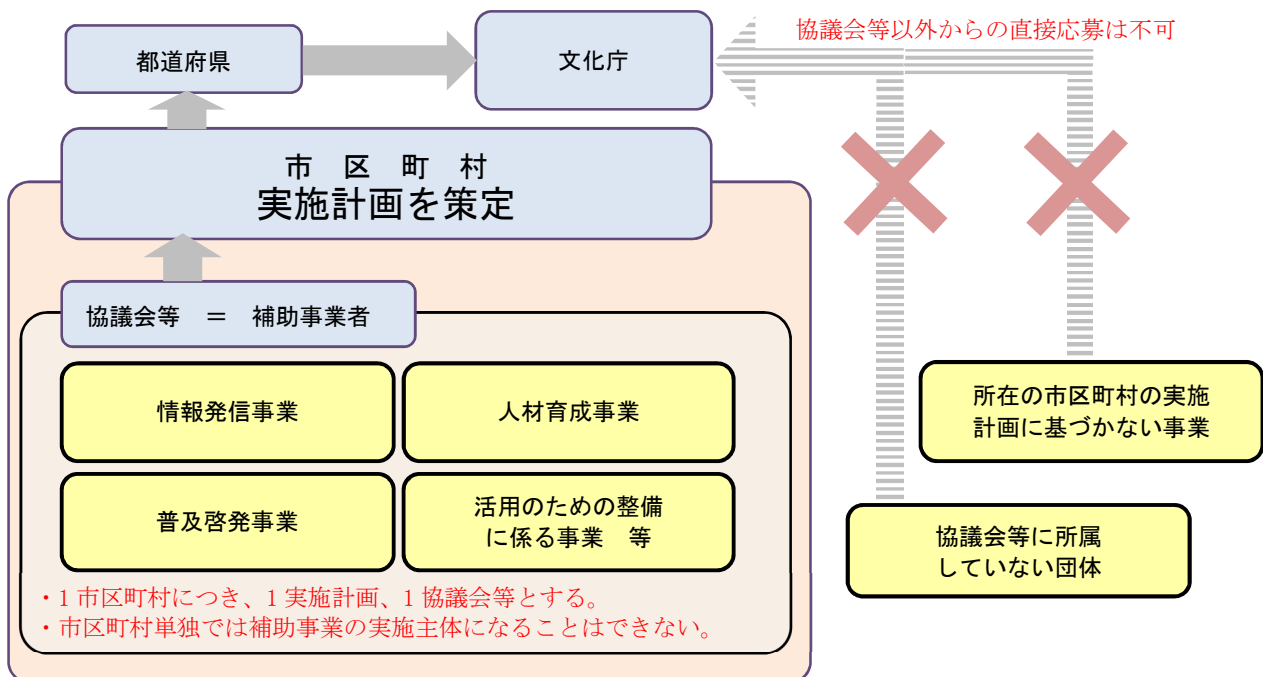 協議会等以外からの直接応募は不可
都道府県
文化庁
市　区　町　村
実施計画を策定
協議会等　＝　補助事業者
情報発信事業
人材育成事業
普及啓発事業
活用のための整備
に係る事業　等
・1 市区町村につき、1 実施計画、1 協議会等とする。
・市区町村単独では補助事業の実施主体になることはできない。
所在の市区町村の実施
計画に基づかない事業
協議会等に所属
していない団体